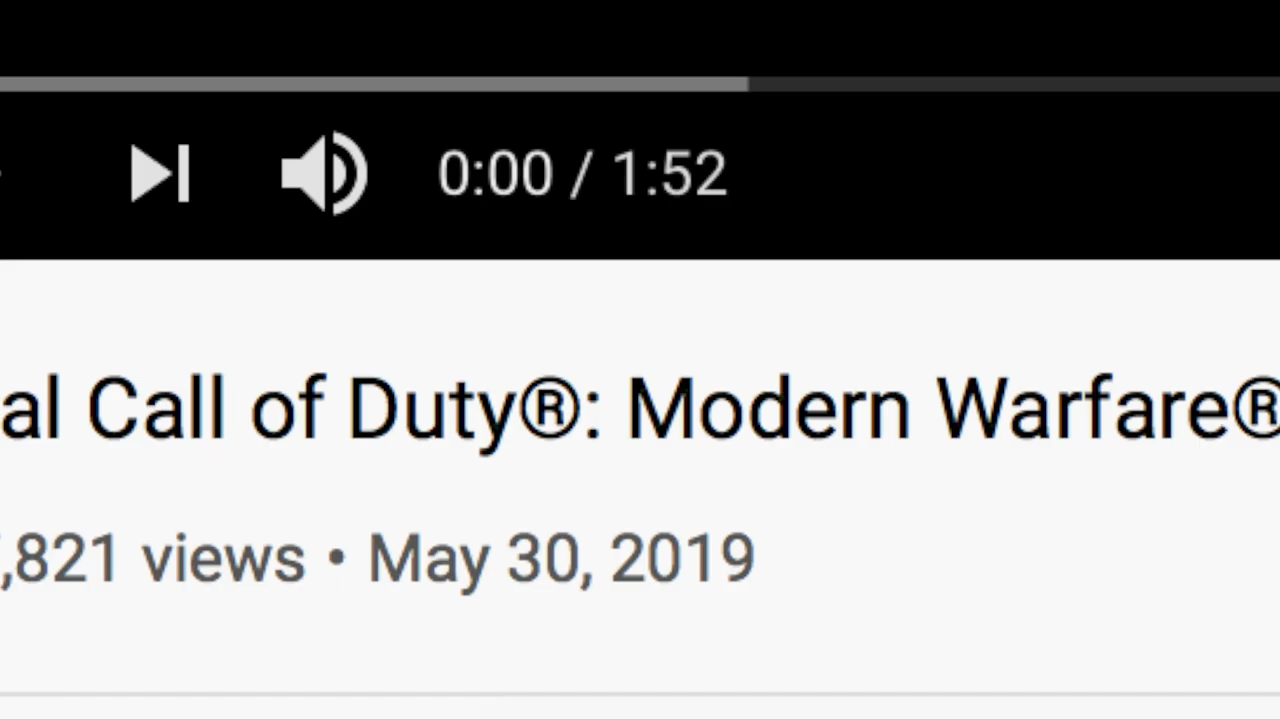 0:00 / 1:52
al Call of Duty®: Modern Warfare®
,821 views • May 30, 2019